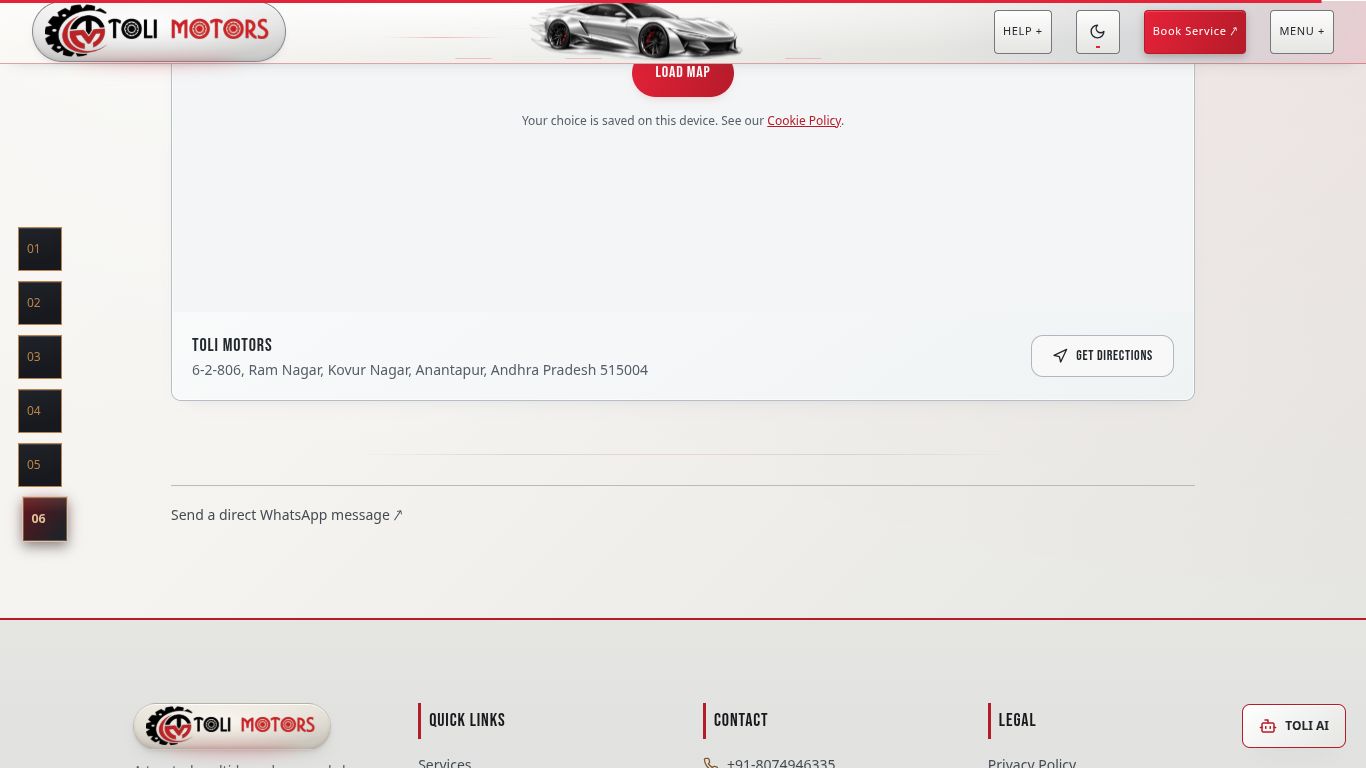 TOLI MOTORS
HELP +
Book Service ↗
MENU +
LOAD MAP
Your choice is saved on this device. See our Cookie Policy.
01
02
03
04
05
06
TOLI MOTORS
6-2-806, Ram Nagar, Kovur Nagar, Anantapur, Andhra Pradesh 515004
GET DIRECTIONS
Send a direct WhatsApp message ↗
TOLI MOTORS
QUICK LINKS
Services
CONTACT
+91-8074946335
LEGAL
Privacy Policy
TOLI AI